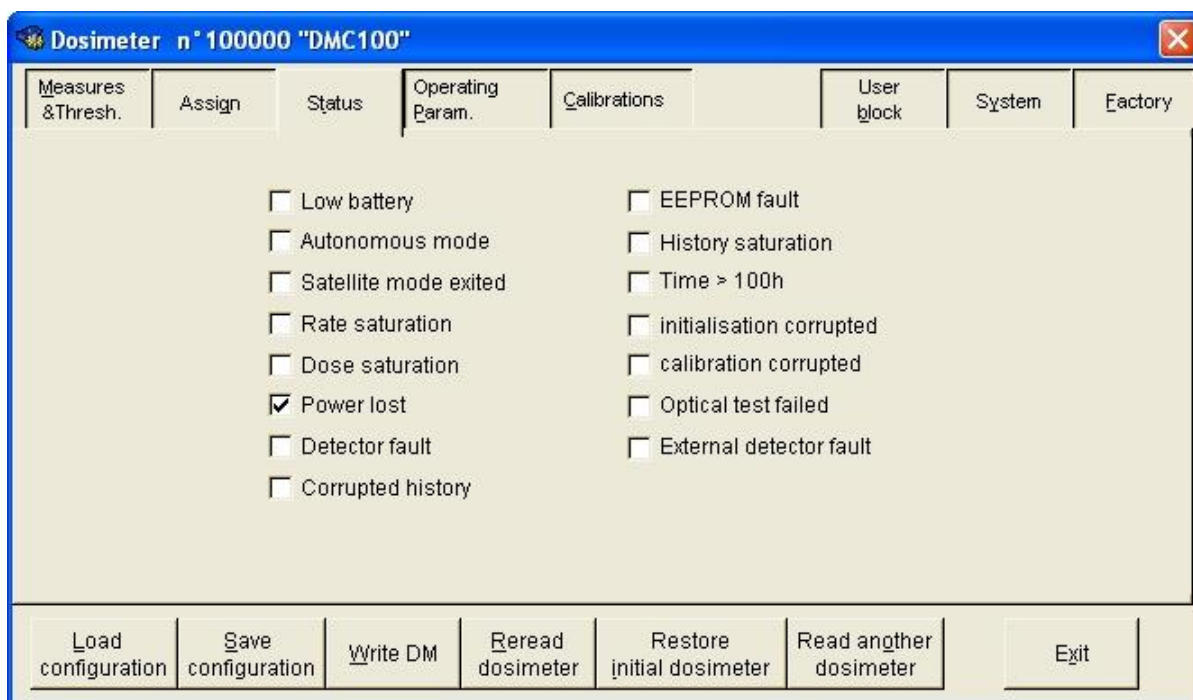 Dosimeter n°100000 "DMC100"
Measures
&Thresh.
Assign
Status
Operating
Param.
Calibrations
User
block
System
Factory
Low battery
Autonomous mode
Satellite mode exited
Rate saturation
Dose saturation
Power lost
Detector fault
Corrupted history
EEPROM fault
History saturation
Time > 100h
initialisation corrupted
calibration corrupted
Optical test failed
External detector fault
Load
configuration
Save
configuration
Write DM
Reread
dosimeter
Restore
initial dosimeter
Read another
dosimeter
Exit